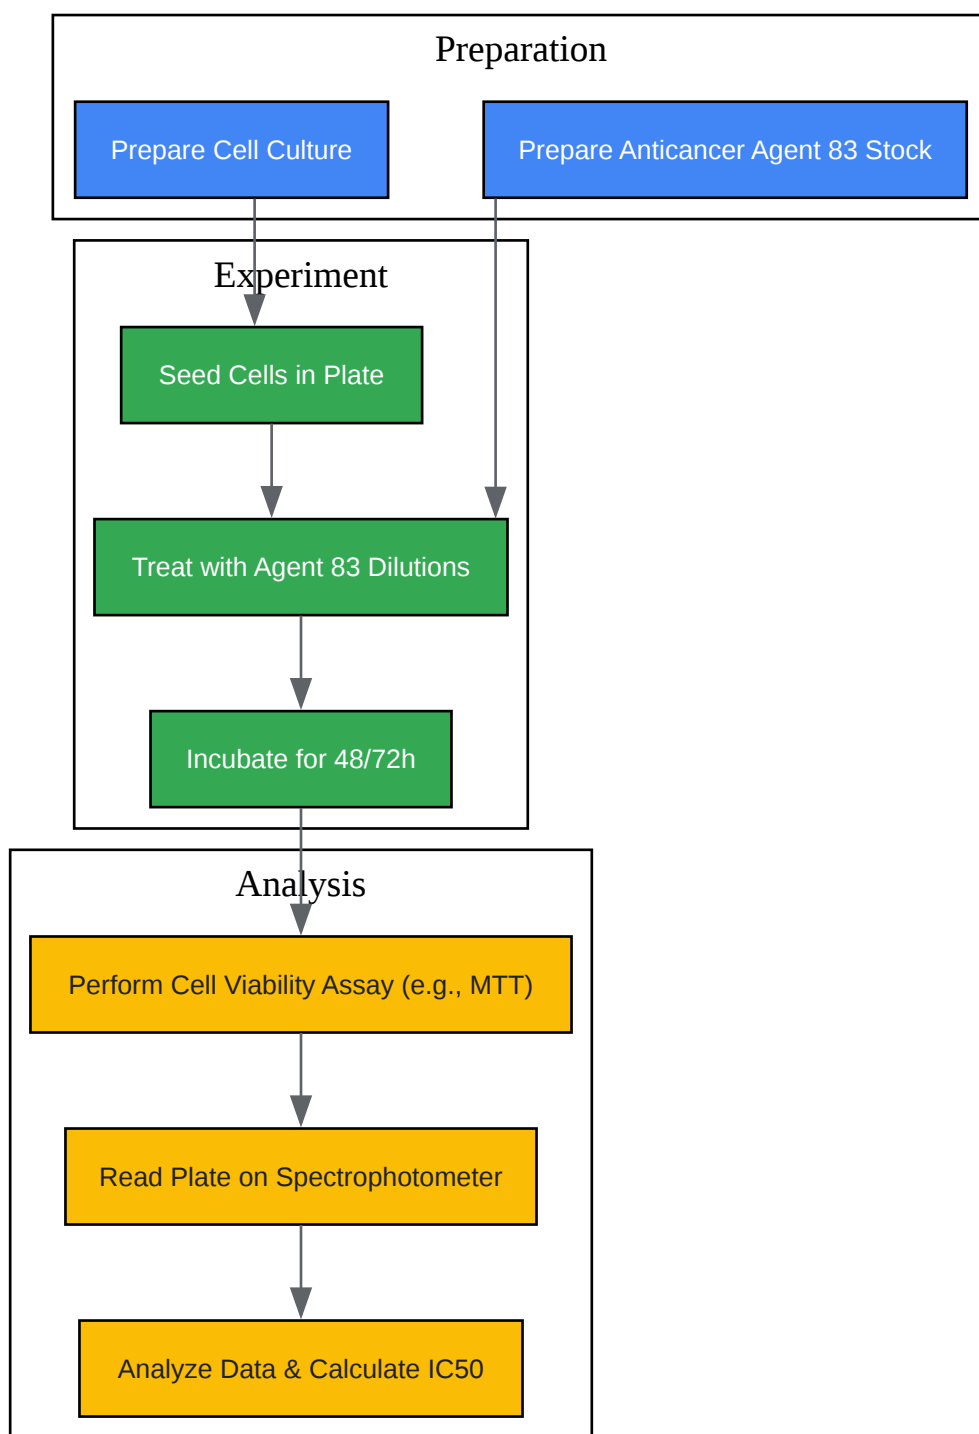 Preparation
Prepare Cell Culture
Prepare Anticancer Agent 83 Stock
Experiment
Seed Cells in Plate
Treat with Agent 83 Dilutions
Incubate for 48/72h
Analysis
Perform Cell Viability Assay (e.g., MTT)
Read Plate on Spectrophotometer
Analyze Data & Calculate IC50